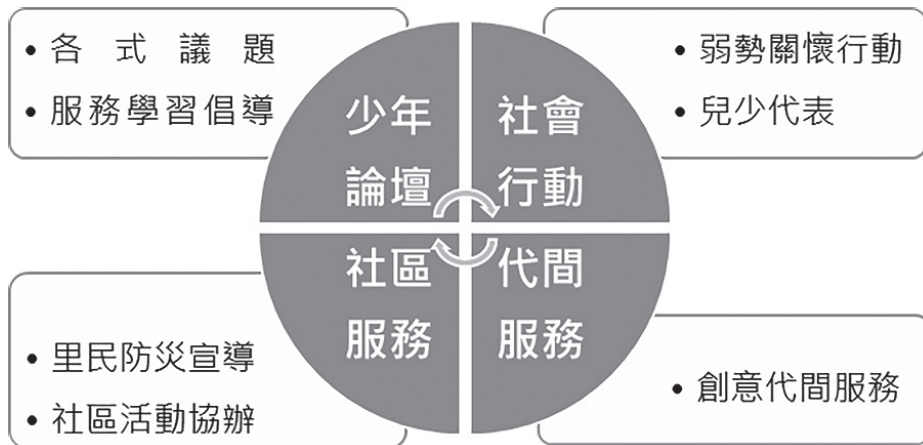 • 各式議題
• 服務學習倡導
少年
論壇
社會
行動
• 弱勢關懷行動
• 兒少代表
社區
服務
• 里民防災宣導
• 社區活動協辦
代間
服務
• 創意代間服務